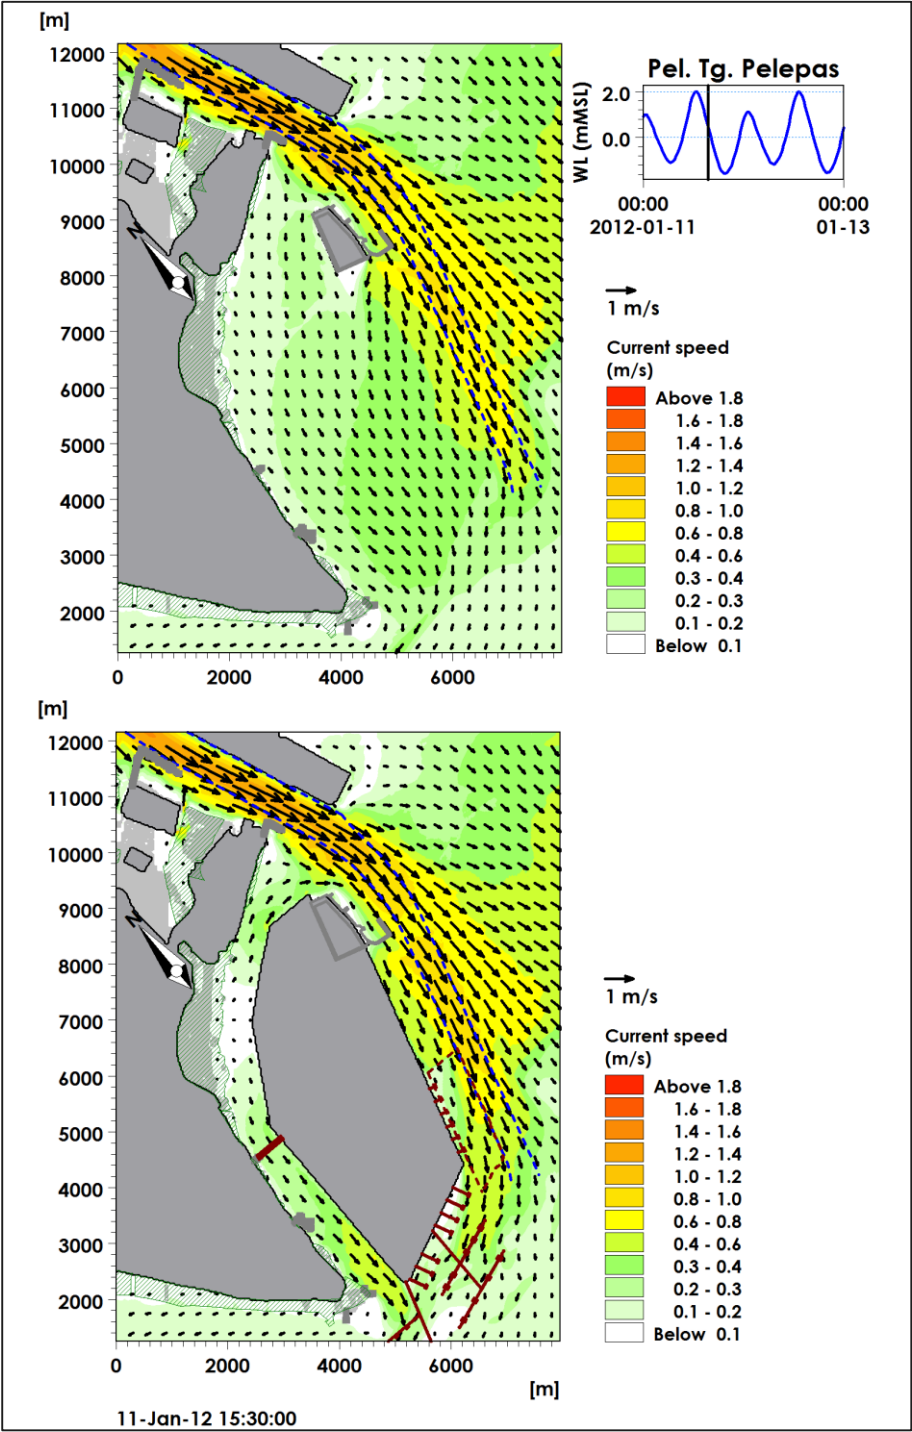 [m]
12000
11000
10000
9000
8000
7000
6000
5000
4000
3000
2000
0 2000 4000 6000
N
Pel. Tg. Pelepas
WL (mMSL)
2.0
0.0
00:00 00:00
2012-01-11 01-13
1 m/s
Current speed
(m/s)
Above 1.8
1.6 - 1.8
1.4 - 1.6
1.2 - 1.4
1.0 - 1.2
0.8 - 1.0
0.6 - 0.8
0.4 - 0.6
0.3 - 0.4
0.2 - 0.3
0.1 - 0.2
Below 0.1
[m]
12000
11000
10000
9000
8000
7000
6000
5000
4000
3000
2000
0 2000 4000 6000
[m]
N
1 m/s
Current speed
(m/s)
Above 1.8
1.6 - 1.8
1.4 - 1.6
1.2 - 1.4
1.0 - 1.2
0.8 - 1.0
0.6 - 0.8
0.4 - 0.6
0.3 - 0.4
0.2 - 0.3
0.1 - 0.2
Below 0.1
11-Jan-12 15:30:00